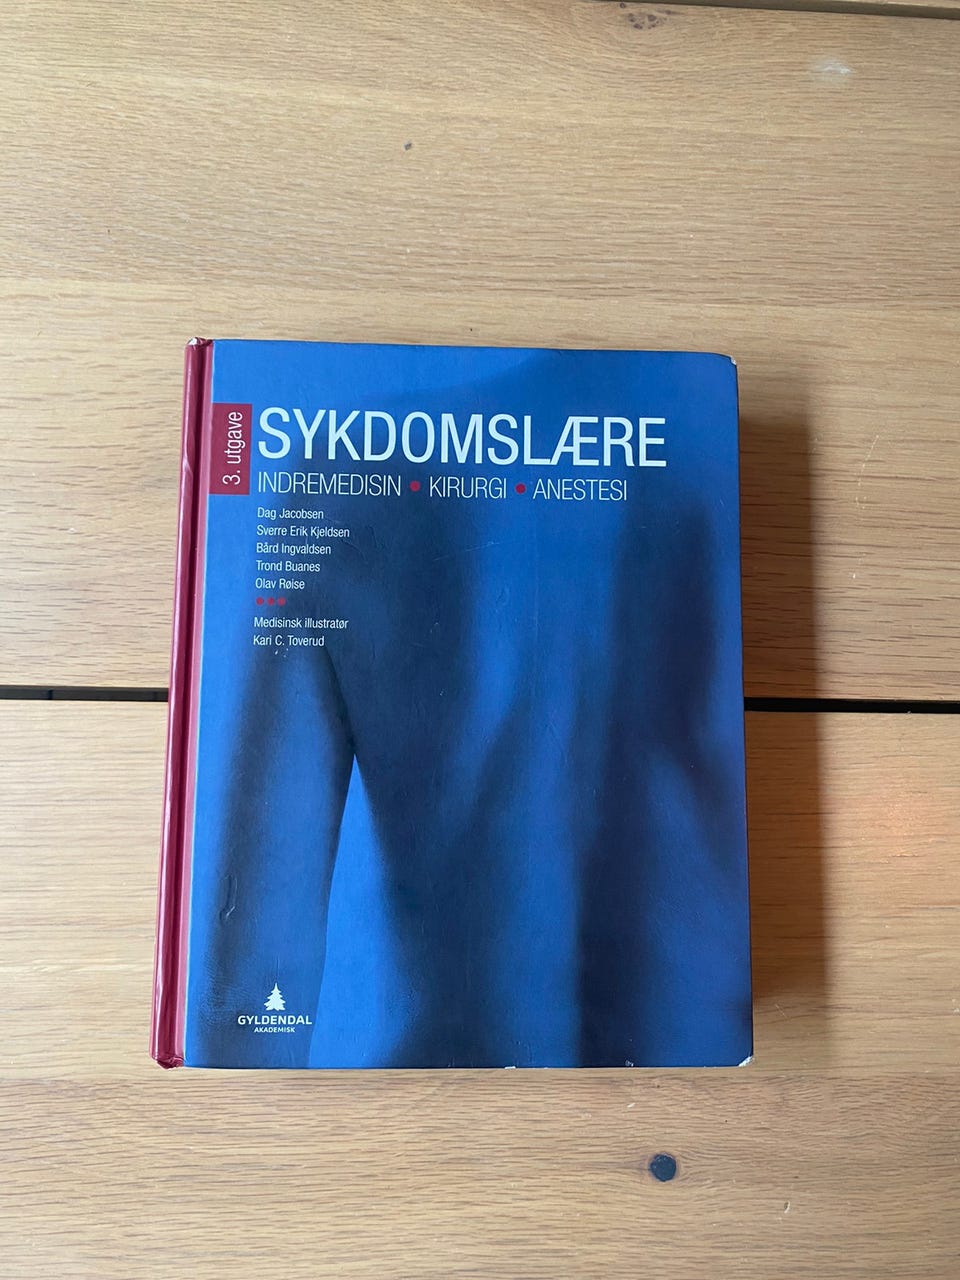 3. utgave
SYKDOMSLÆRE
INDREMEDISIN • KIRURGI • ANESTESI
Dag Jacobsen
Sverre Erik Kjeldsen
Bård Ingvaldsen
Trond Buanes
Olav Røise
Medisinsk illustratør
Kari C. Toverud
GYLDENDAL
AKADEMISK